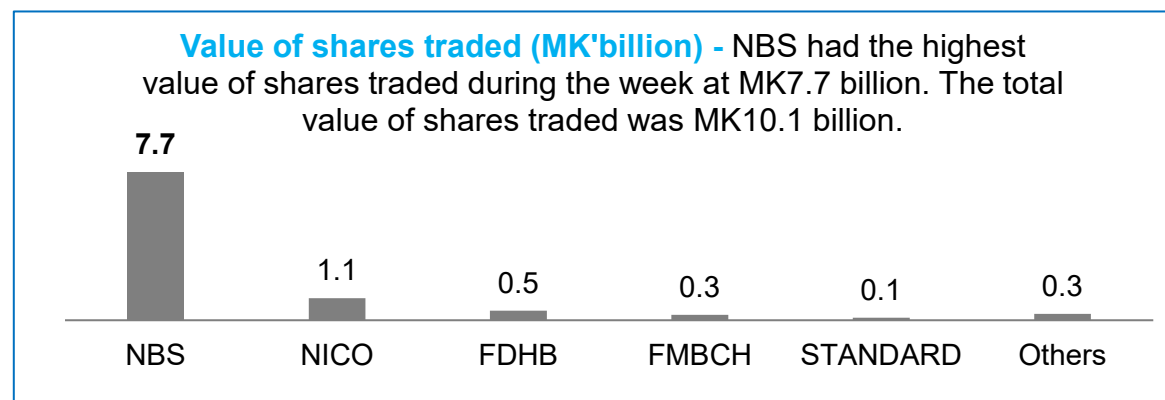 Value of shares traded (MK'billion) - NBS had the highest
value of shares traded during the week at MK7.7 billion. The total
value of shares traded was MK10.1 billion.
7.7
1.1
0.5
0.3
0.1
0.3
NBS
NICO
FDHB
FMBCH
STANDARD
Others